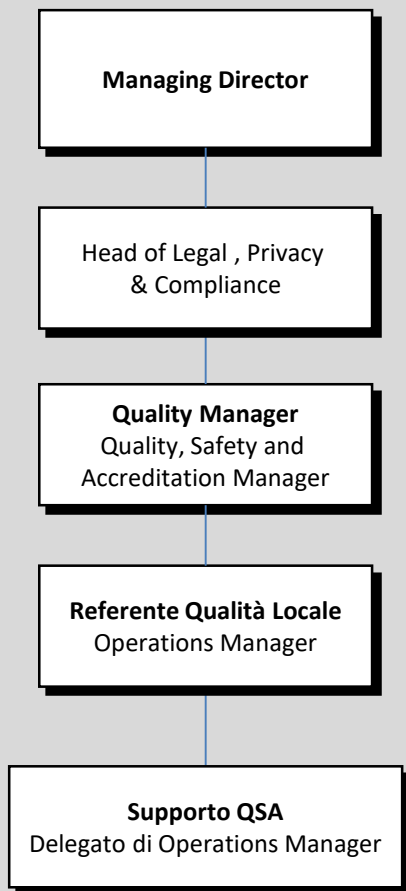 Managing Director
Head of Legal , Privacy
& Compliance
Quality Manager
Quality, Safety and
Accreditation Manager
Referente Qualità Locale
Operations Manager
Supporto QSA
Delegato di Operations Manager